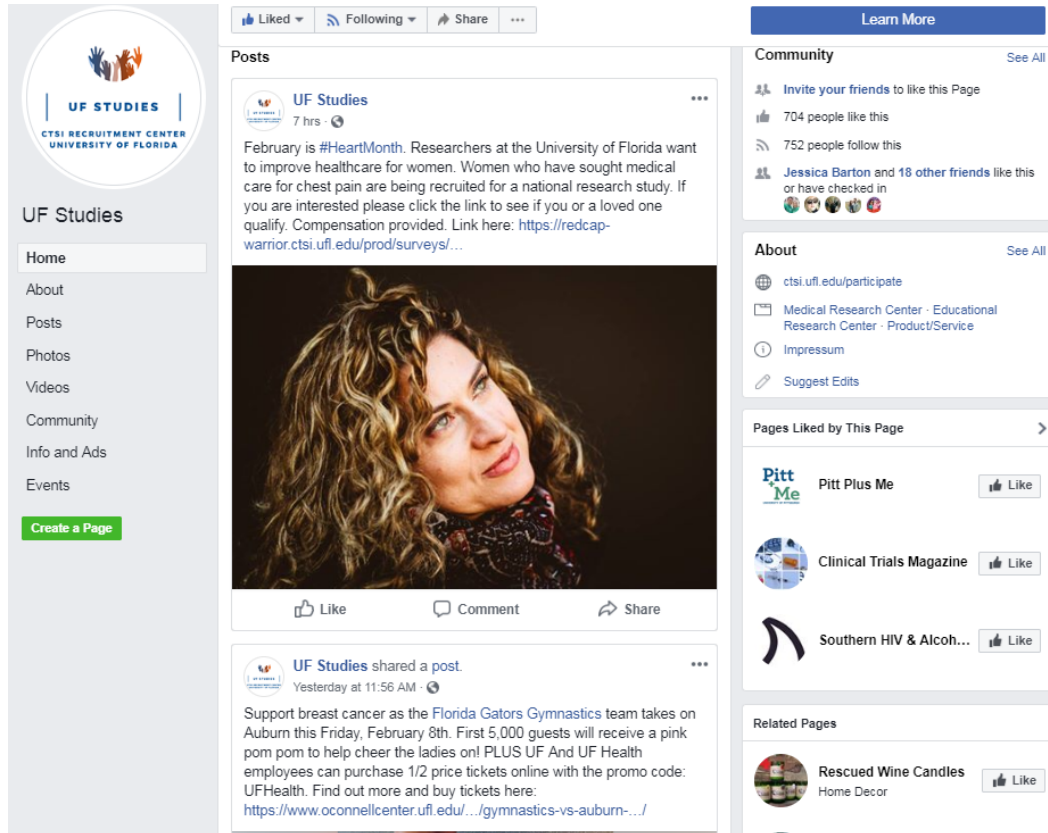 UF STUDIES
CTSI RECRUITMENT CENTER
UNIVERSITY OF FLORIDA
UF Studies
Home
About
Posts
Photos
Videos
Community
Info and Ads
Events
Create a Page
Liked
Following
Share
...
Posts
UF Studies
7 hrs ·
February is #HeartMonth. Researchers at the University of Florida want
to improve healthcare for women. Women who have sought medical
care for chest pain are being recruited for a national research study. If
you are interested please click the link to see if you or a loved one
qualify. Compensation provided. Link here: https://redcap-
warrior.ctsi.ufl.edu/prod/surveys/...
Like
Comment
Share
UF Studies shared a post.
Yesterday at 11:56 AM ·
Support breast cancer as the Florida Gators Gymnastics team takes on
Auburn this Friday, February 8th. First 5,000 guests will receive a pink
pom pom to help cheer the ladies on! PLUS UF And UF Health
employees can purchase 1/2 price tickets online with the promo code:
UFHealth. Find out more and buy tickets here:
https://www.oconnellcenter.ufl.edu/.../gymnastics-vs-auburn-.../
Learn More
Community
See All
Invite your friends to like this Page
704 people like this
752 people follow this
Jessica Barton and 18 other friends like this
or have checked in
About
See All
ctsi.ufl.edu/participate
Medical Research Center · Educational
Research Center · Product/Service
Impressum
Suggest Edits
Pages Liked by This Page
Pitt
+Me
Pitt Plus Me
Like
Clinical Trials Magazine
Like
Southern HIV & Alcoh...
Like
Related Pages
Rescued Wine Candles
Home Decor
Like